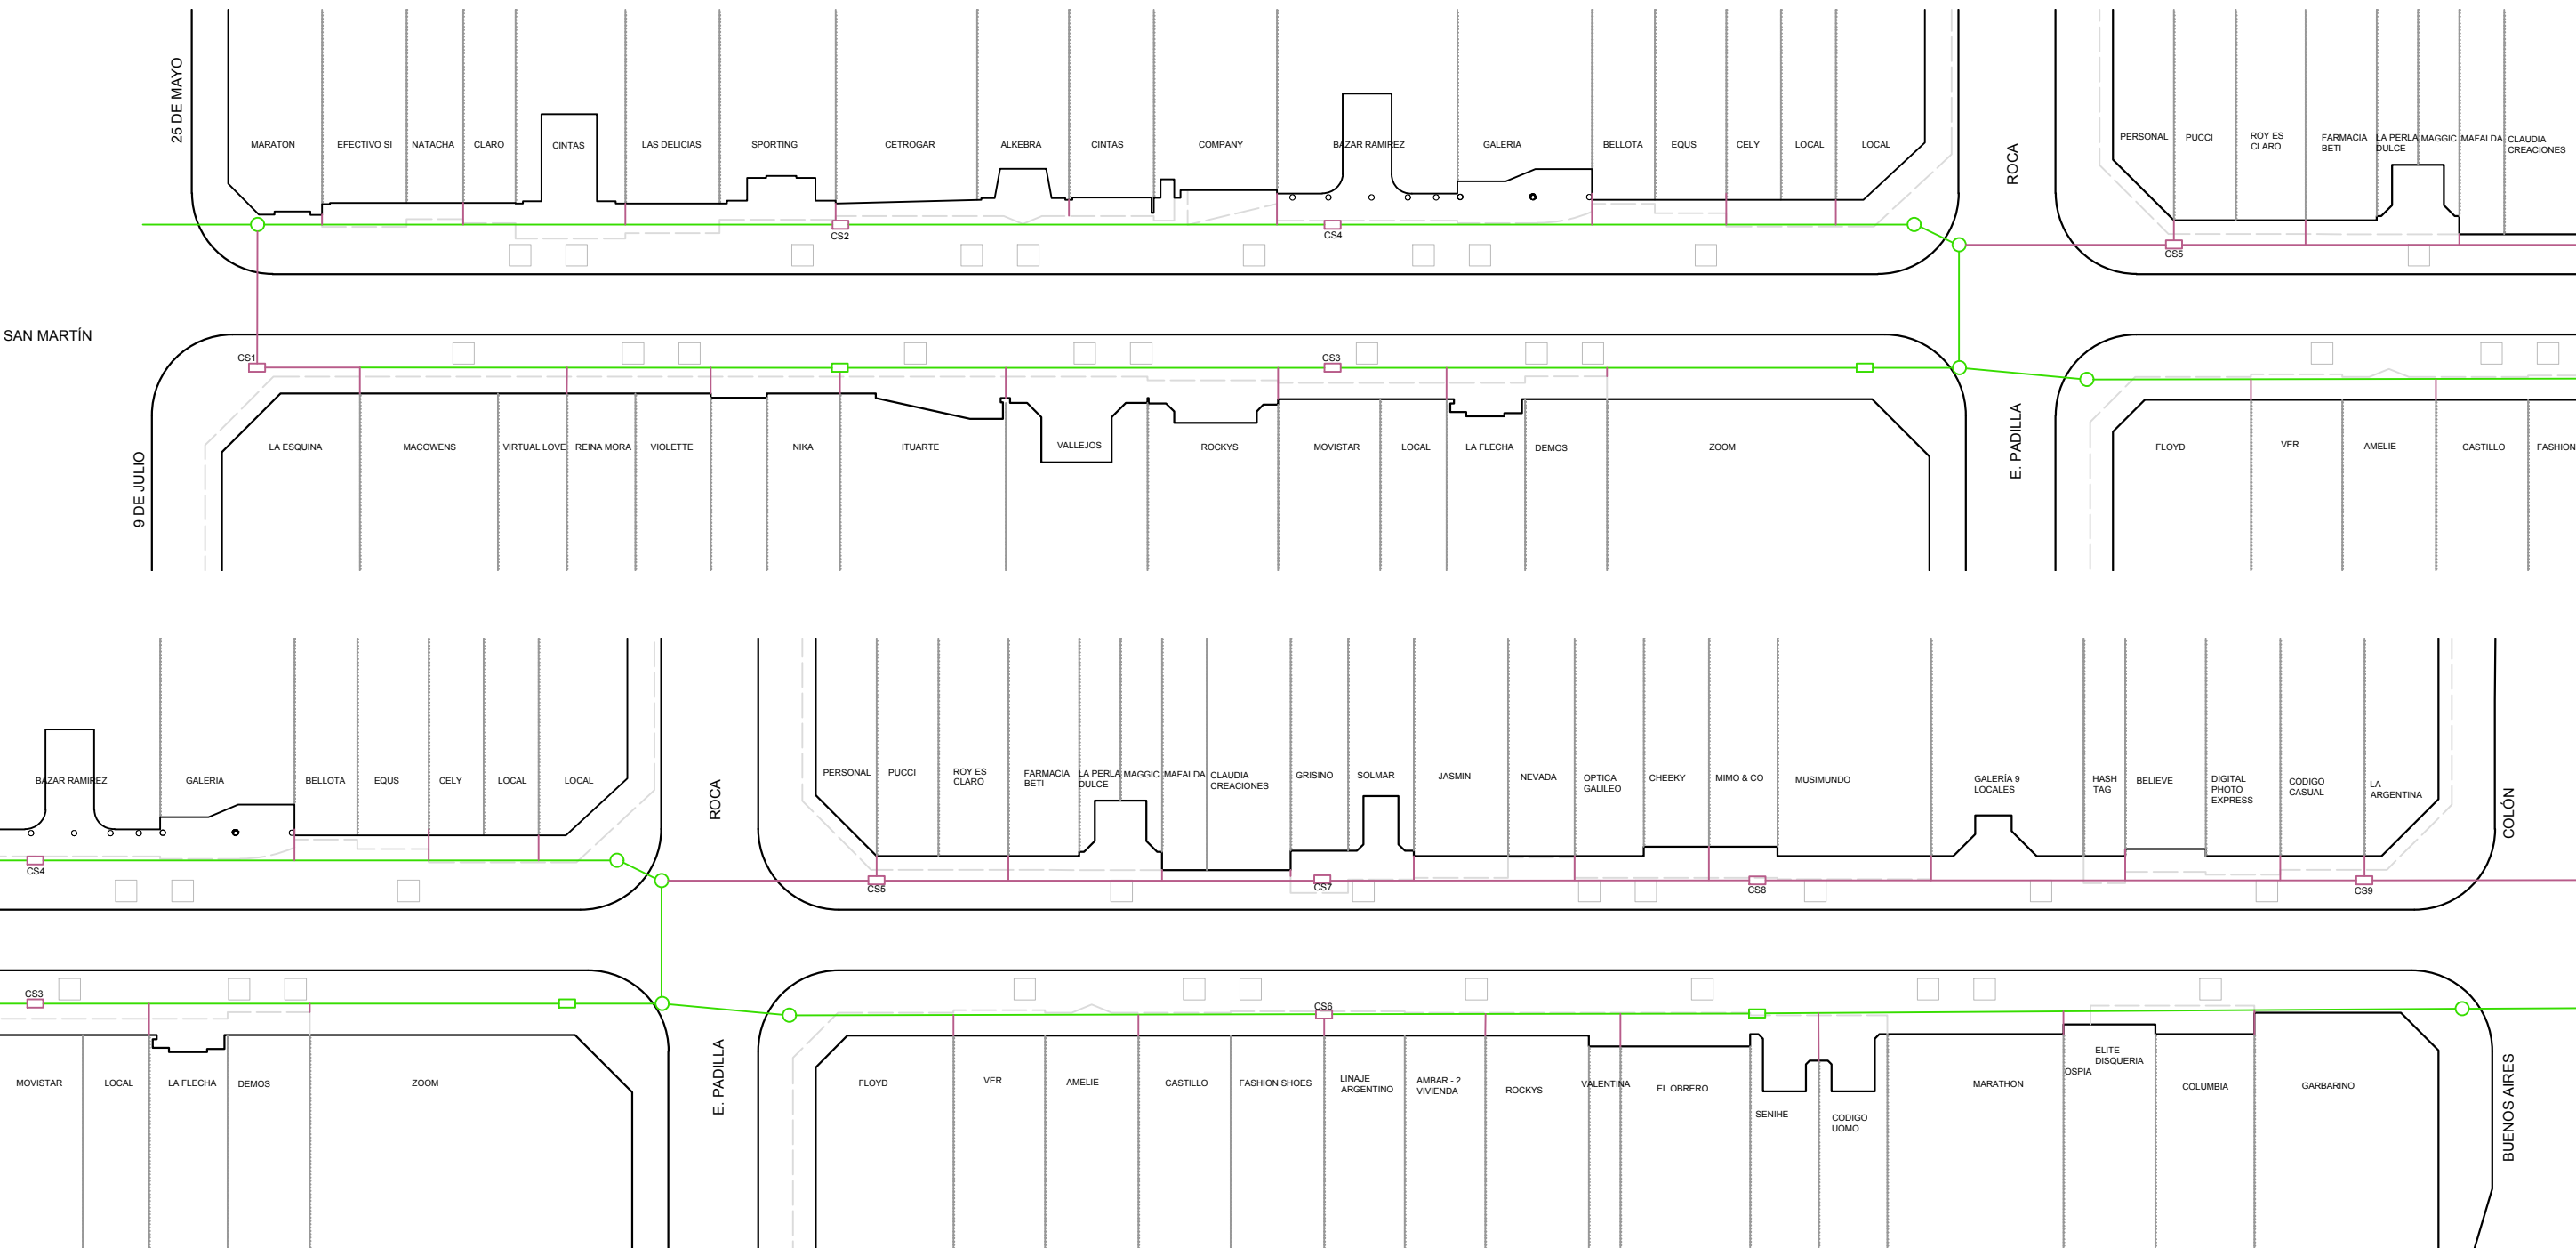 25 DE MAYO
MARATON
EFECTIVO SI
NATACHA
CLARO
CINTAS
LAS DELICIAS
SPORTING
CETROGAR
ALKEBRA
CINTAS
COMPANY
BAZAR RAMIREZ
GALERIA
BELLOTA
EQUS
CELY
LOCAL
LOCAL
ROCA
PERSONAL
PUCCI
ROY ES
CLARO
FARMACIA
BETI
LA PERLA
DULCE
MAGGIC
MAFALDA
CLAUDIA
CREACIONES
CS2
CS4
CS5
SAN MARTÍN
CS1
CS3
9 DE JULIO
LA ESQUINA
MACOWENS
VIRTUAL LOVE
REINA MORA
VIOLETTE
NIKA
ITUARTE
VALLEJOS
ROCKYS
MOVISTAR
LOCAL
LA FLECHA
DEMOS
ZOOM
E. PADILLA
FLOYD
VER
AMELIE
CASTILLO
FASHION
BAZAR RAMIREZ
GALERIA
BELLOTA
EQUS
CELY
LOCAL
LOCAL
ROCA
PERSONAL
PUCCI
ROY ES
CLARO
FARMACIA
BETI
LA PERLA
DULCE
MAGGIC
MAFALDA
CLAUDIA
CREACIONES
GRISINO
SOLMAR
JASMIN
NEVADA
OPTICA
GALILEO
CHEEKY
MIMO & CO
MUSIMUNDO
GALERÍA 9
LOCALES
HASH
TAG
BELIEVE
DIGITAL
PHOTO
EXPRESS
CÓDIGO
CASUAL
LA
ARGENTINA
COLÓN
CS4
CS5
CS7
CS8
CS9
CS3
CS6
MOVISTAR
LOCAL
LA FLECHA
DEMOS
ZOOM
E. PADILLA
FLOYD
VER
AMELIE
CASTILLO
FASHION SHOES
LINAJE
ARGENTINO
AMBAR - 2
VIVIENDA
ROCKYS
VALENTINA
EL OBRERO
SENIHE
CODIGO
UOMO
MARATHON
OSPIA
ELITE
DISQUERIA
COLUMBIA
GARBARINO
BUENOS AIRES